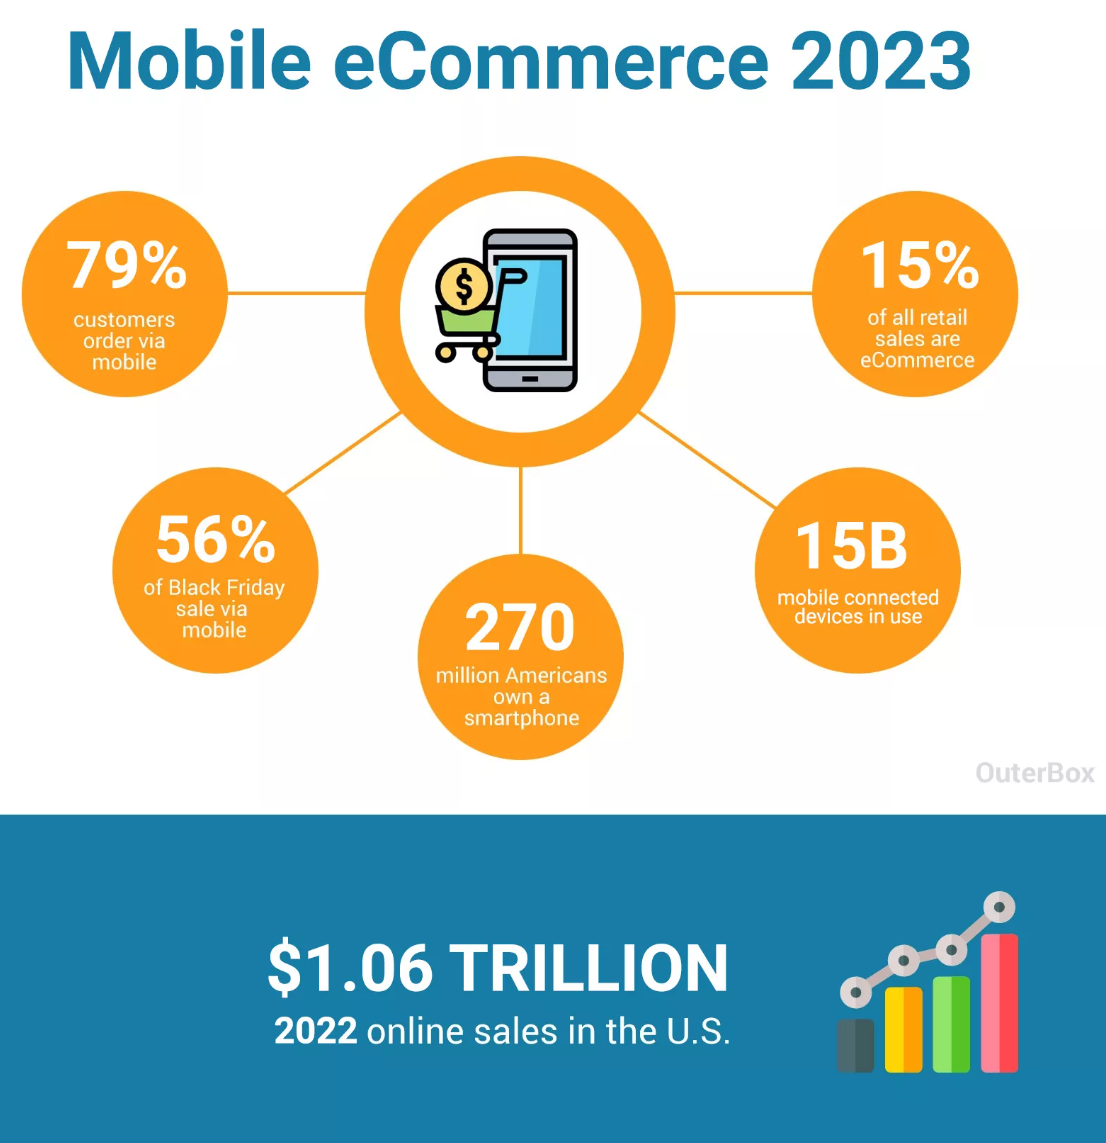 Mobile eCommerce 2023
79%
customers
order via
mobile
15%
of all retail
sales are
eCommerce
$
56%
of Black Friday
sale via
mobile
270
million Americans
own a
smartphone
15B
mobile connected
devices in use
OuterBox
$1.06 TRILLION
2022 online sales in the U.S.